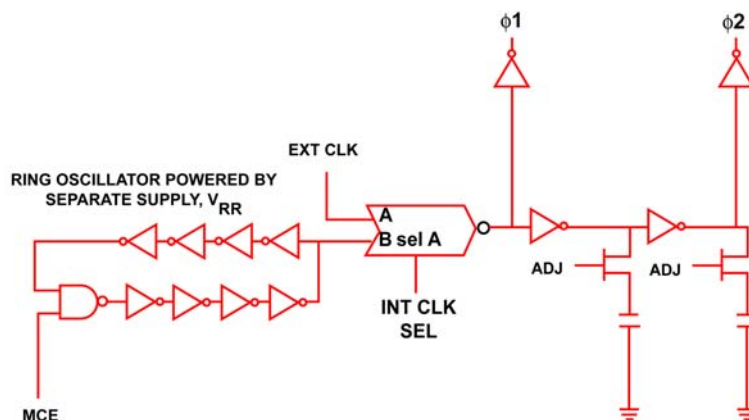 ϕ1
ϕ2
EXT CLK
RING OSCILLATOR POWERED BY
SEPARATE SUPPLY, VRR
A
B sel A
ADJ
ADJ
INT CLK
SEL
MCE